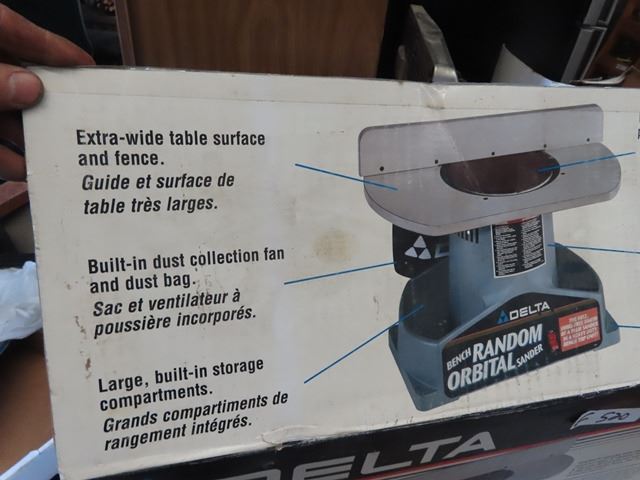 Extra-wide table surface
and fence.
Guide et surface de
table très larges.
Built-in dust collection fan
and dust bag.
Sac et ventilateur à
poussière incorporés.
Large, built-in storage
compartments.
Grands compartiments de
rangement intégrés.
DELTA
BENCH RANDOM
ORBITAL SANDER
DELTA
520